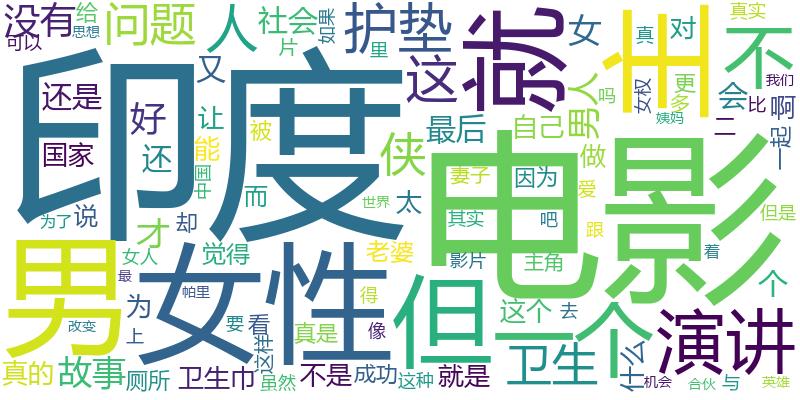 没有
给
问题
人
社会
如果
护垫
女
就
主
真实
可以
思想
片
里
这
真
对
不
印度
又
男人
女权
更
多
会
我们
还是
好
让
被
最后
自己
吗
姨妈
比
啊
国家
还
能
侠
做
二
一起
中国
而
妻子
因为
爱
电影
为了
说
才
却
太
世界
其实
吧
跟
但是
男
女人
觉得
老婆
影片
主角
着
个
女性
最
为
帕里
得
但
这个
去
一个
演讲
改变
上
要
看
这样
真是
像
卫生
什么
真的
故事
厕所
卫生巾
虽然
不是
成功
这种
就是
机会
合伙
与
英雄